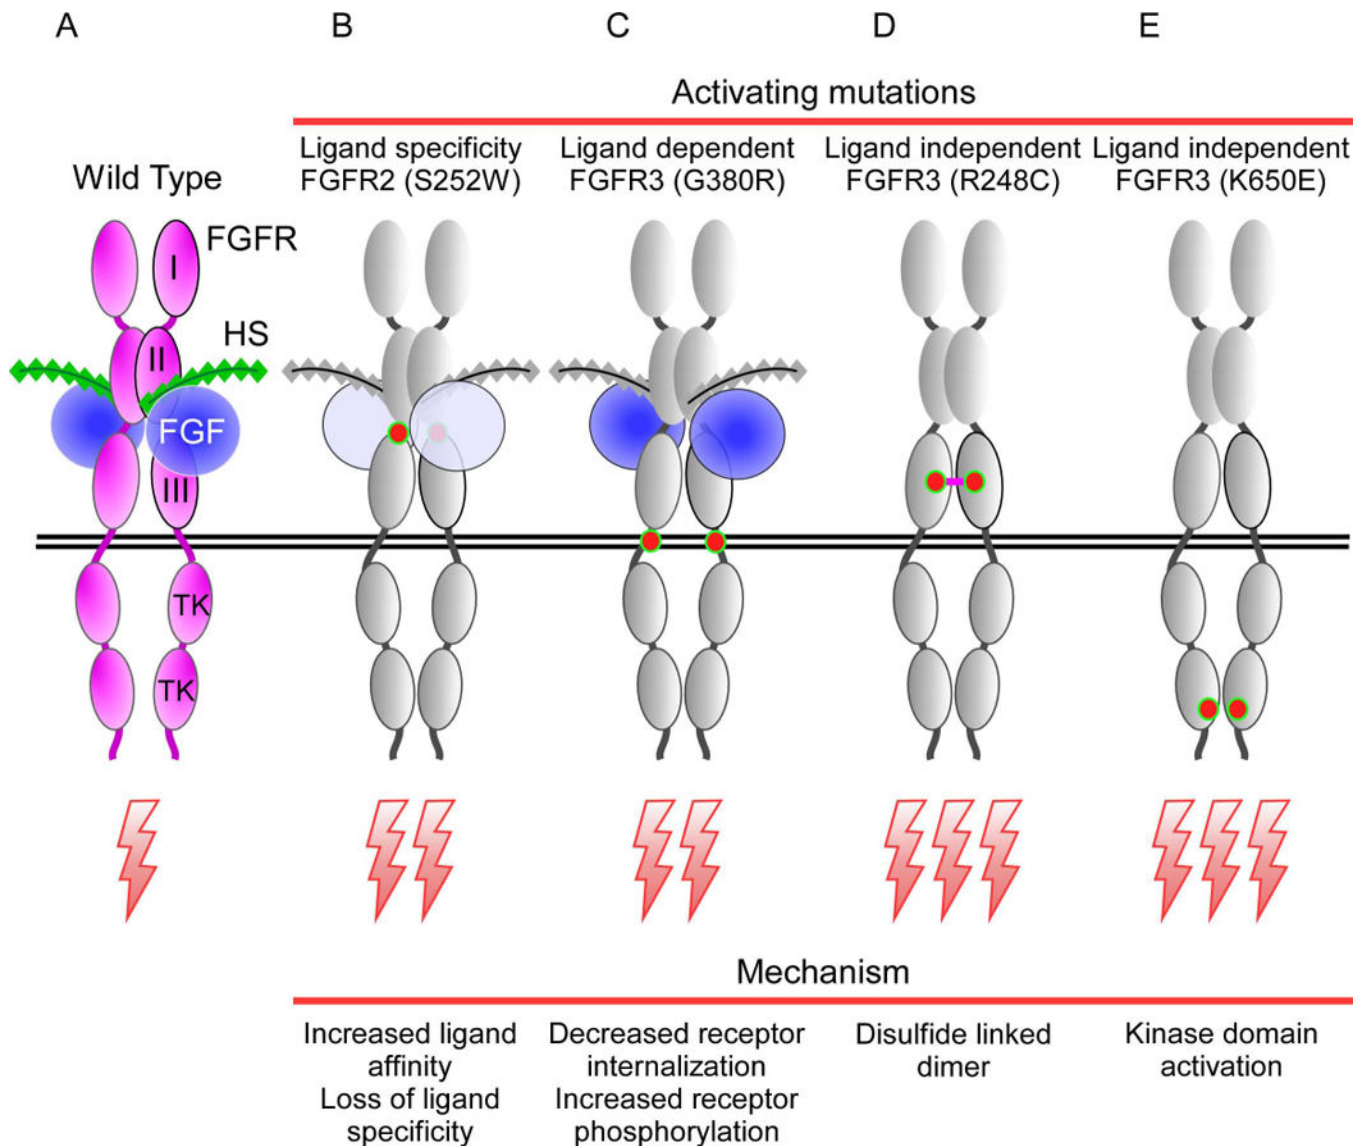 A
B
C
D
E
Activating mutations
Wild Type
Ligand specificity
FGFR2 (S252W)
Ligand dependent
FGFR3 (G380R)
Ligand independent
FGFR3 (R248C)
Ligand independent
FGFR3 (K650E)
FGFR
I
HS
II
FGF
III
TK
TK
Mechanism
Increased ligand
affinity
Loss of ligand
specificity
Decreased receptor
internalization
Increased receptor
phosphorylation
Disulfide linked
dimer
Kinase domain
activation